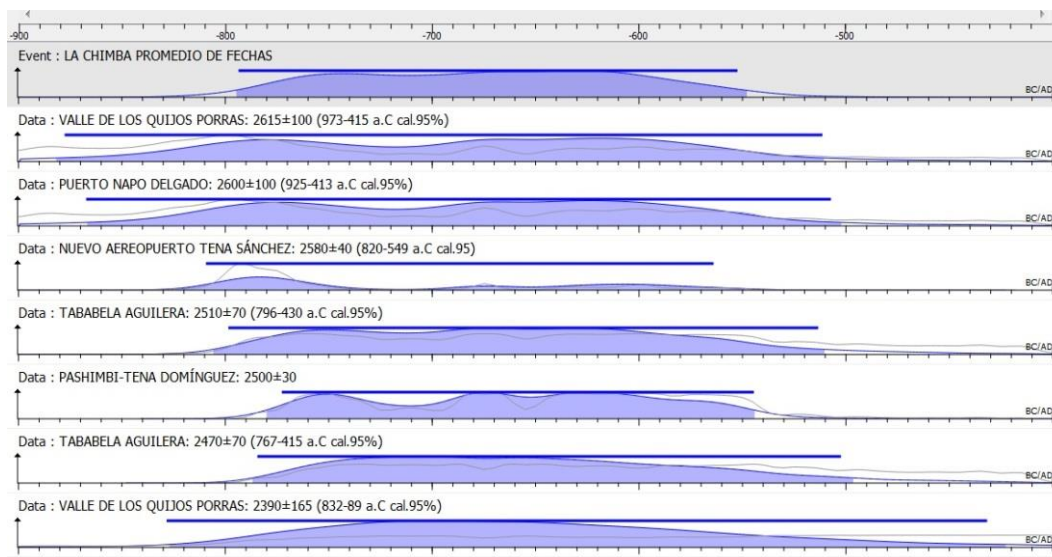 -900 -800 -700 -600 -500
Event : LA CHIMBA PROMEDIO DE FECHAS
BC/AD
Data : VALLE DE LOS QUIJOS PORRAS: 2615±100 (973-415 a.C cal.95%)
BC/AD
Data : PUERTO NAPO DELGADO: 2600±100 (925-413 a.C cal.95%)
BC/AD
Data : NUEVO AEREOPUERTO TENA SÁNCHEZ: 2580±40 (820-549 a.C cal.95)
BC/AD
Data : TABABELA AGUILERA: 2510±70 (796-430 a.C cal.95%)
BC/AD
Data : PASHIMBI-TENA DOMÍNGUEZ: 2500±30
BC/AD
Data : TABABELA AGUILERA: 2470±70 (767-415 a.C cal.95%)
BC/AD
Data : VALLE DE LOS QUIJOS PORRAS: 2390±165 (832-89 a.C cal.95%)
BC/AD